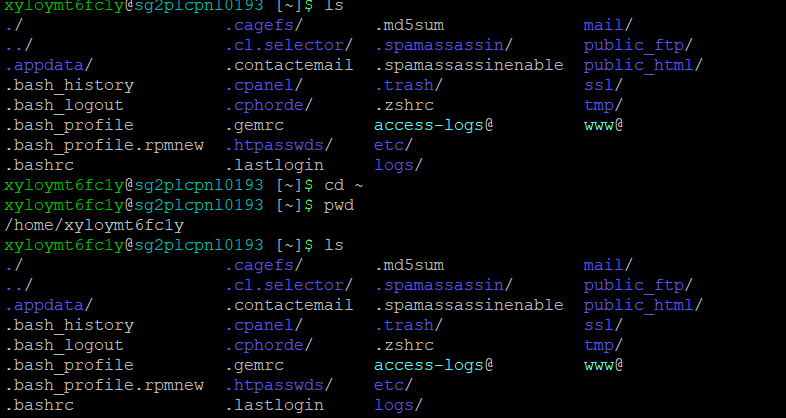 xyloymt6fc1y@sg2plcpnl0193 [~]$ ls
./ .cagefs/ .md5sum mail/
../ .cl.selector/ .spamassassin/ public_ftp/
.appdata/ .contactemail .spamassassinenable public_html/
.bash_history .cpanel/ .trash/ ssl/
.bash_logout .cphorde/ .zshrc tmp/
.bash_profile .gemrc access-logs@ www@
.bash_profile.rpmnew .htpasswds/ etc/
.bashrc .lastlogin logs/
xyloymt6fc1y@sg2plcpnl0193 [~]$ cd ~
xyloymt6fc1y@sg2plcpnl0193 [~]$ pwd
/home/xyloymt6fc1y
xyloymt6fc1y@sg2plcpnl0193 [~]$ ls
./ .cagefs/ .md5sum mail/
../ .cl.selector/ .spamassassin/ public_ftp/
.appdata/ .contactemail .spamassassinenable public_html/
.bash_history .cpanel/ .trash/ ssl/
.bash_logout .cphorde/ .zshrc tmp/
.bash_profile .gemrc access-logs@ www@
.bash_profile.rpmnew .htpasswds/ etc/
.bashrc .lastlogin logs/